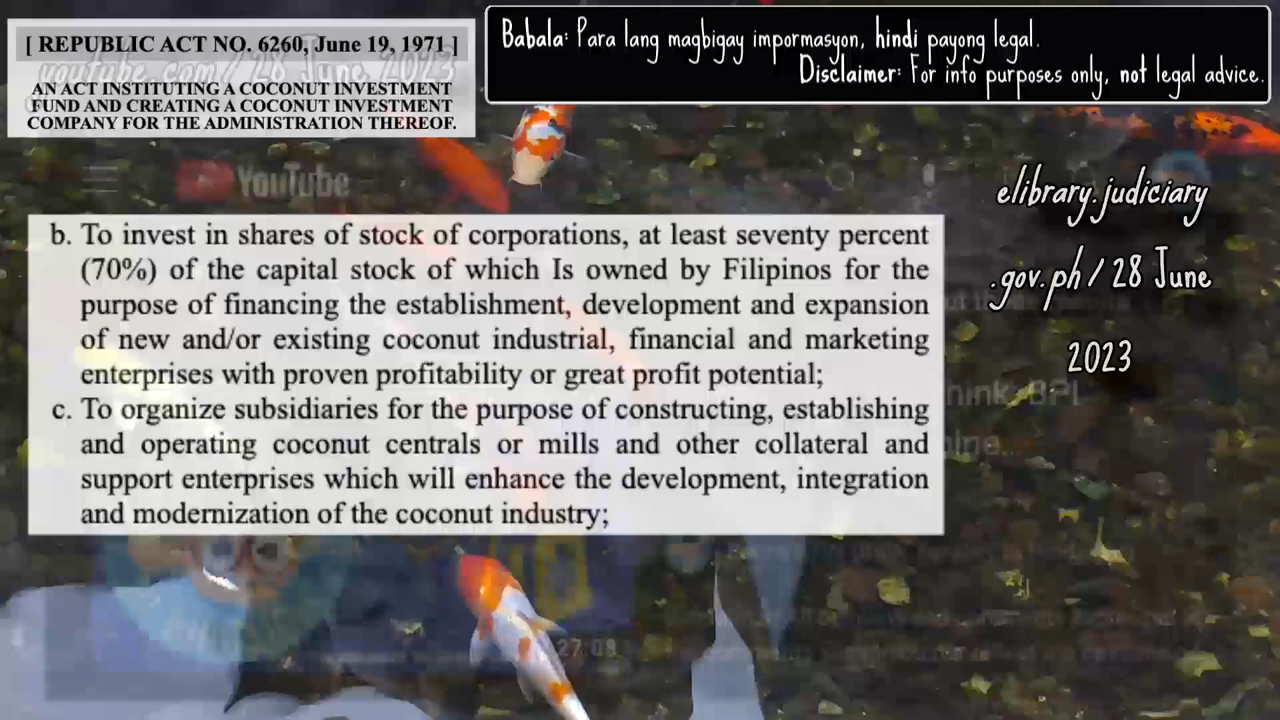 [ REPUBLIC ACT NO. 6260, June 19, 1971 ]
youtube.com/ 28 June 2023
AN ACT INSTITUTING A COCONUT INVESTMENT
FUND AND CREATING A COCONUT INVESTMENT
COMPANY FOR THE ADMINISTRATION THEREOF.
Babala: Para lang magbigay impormasyon, hindi payong legal.
Disclaimer: For info purposes only, not legal advice.
YouTube
elibrary.judiciary
.gov.ph / 28 June
2023
b. To invest in shares of stock of corporations, at least seventy percent
(70%) of the capital stock of which Is owned by Filipinos for the
purpose of financing the establishment, development and expansion
of new and/or existing coconut industrial, financial and marketing
enterprises with proven profitability or great profit potential;
c. To organize subsidiaries for the purpose of constructing, establishing
and operating coconut centrals or mills and other collateral and
support enterprises which will enhance the development, integration
and modernization of the coconut industry;
hink: BPI
27:09